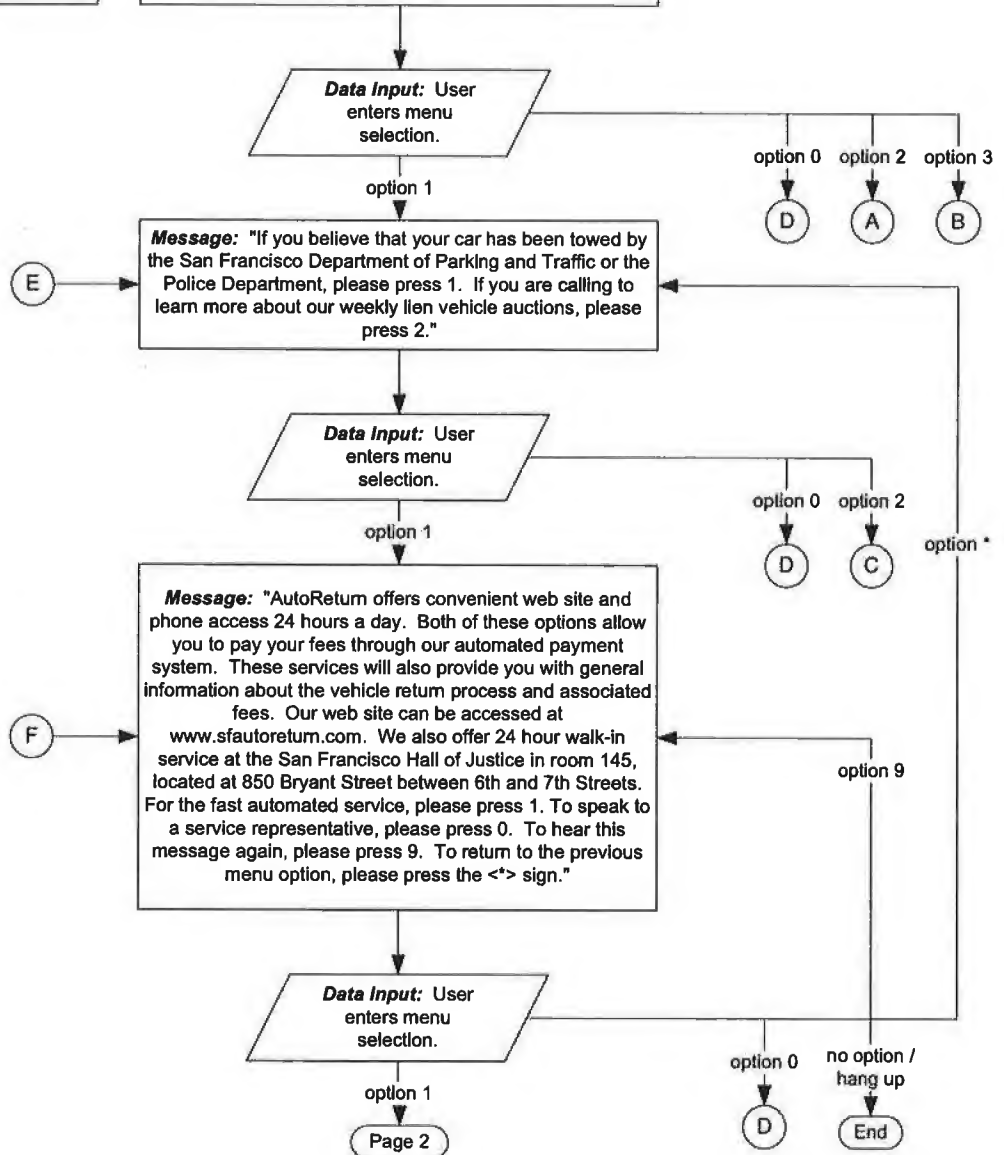 Data Input: User
enters menu
selection.
option 0
option 2
option 3
D
A
B
option 1
Message: "If you believe that your car has been towed by
the San Francisco Department of Parking and Traffic or the
Police Department, please press 1. If you are calling to
learn more about our weekly lien vehicle auctions, please
press 2."
E
Data Input: User
enters menu
selection.
option 0
option 2
D
C
option *
option 1
Message: "AutoReturn offers convenient web site and
phone access 24 hours a day. Both of these options allow
you to pay your fees through our automated payment
system. These services will also provide you with general
information about the vehicle return process and associated
fees. Our web site can be accessed at
www.sfautoreturn.com. We also offer 24 hour walk-in
service at the San Francisco Hall of Justice in room 145,
located at 850 Bryant Street between 6th and 7th Streets.
For the fast automated service, please press 1. To speak to
a service representative, please press 0. To hear this
message again, please press 9. To return to the previous
menu option, please press the <*> sign."
F
option 9
Data Input: User
enters menu
selection.
option 0
no option /
hang up
D
End
option 1
Page 2